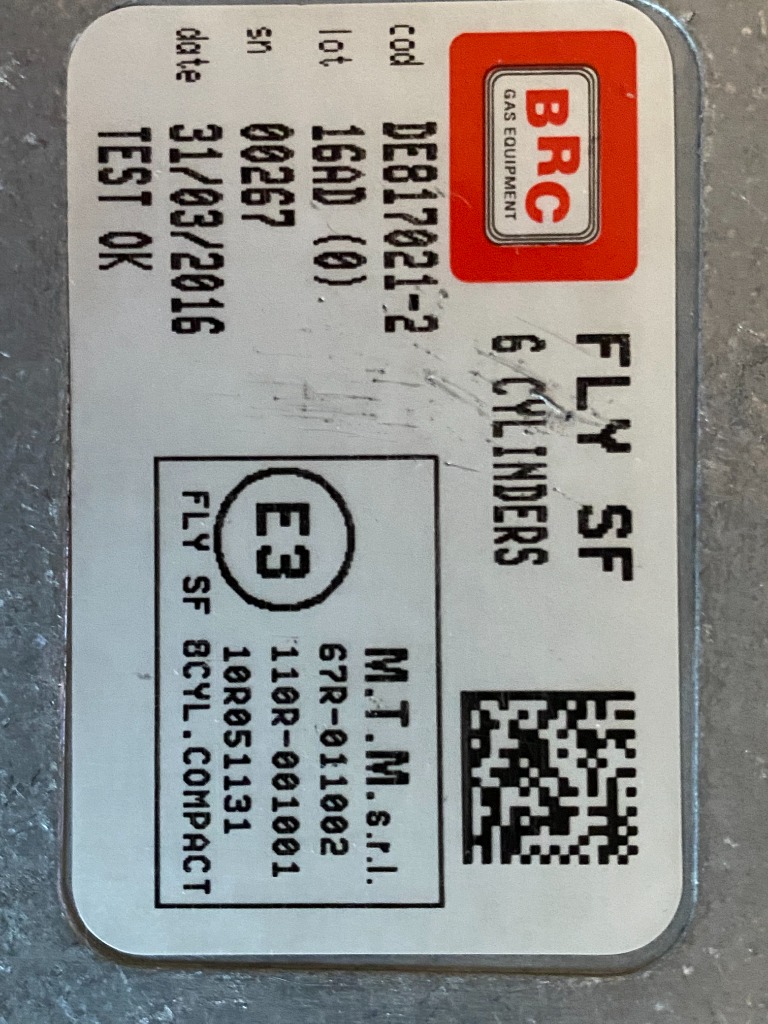 BRC
GAS EQUIPMENT
FLY SF
6 CYLINDERS
cod DE817021-2
lot 16AD (0)
sn 00267
date 31/03/2016
TEST OK
E3
M.T.M. s.r.l.
67R-011002
110R-001001
10R051131
FLY SF 8CYL.COMPACT